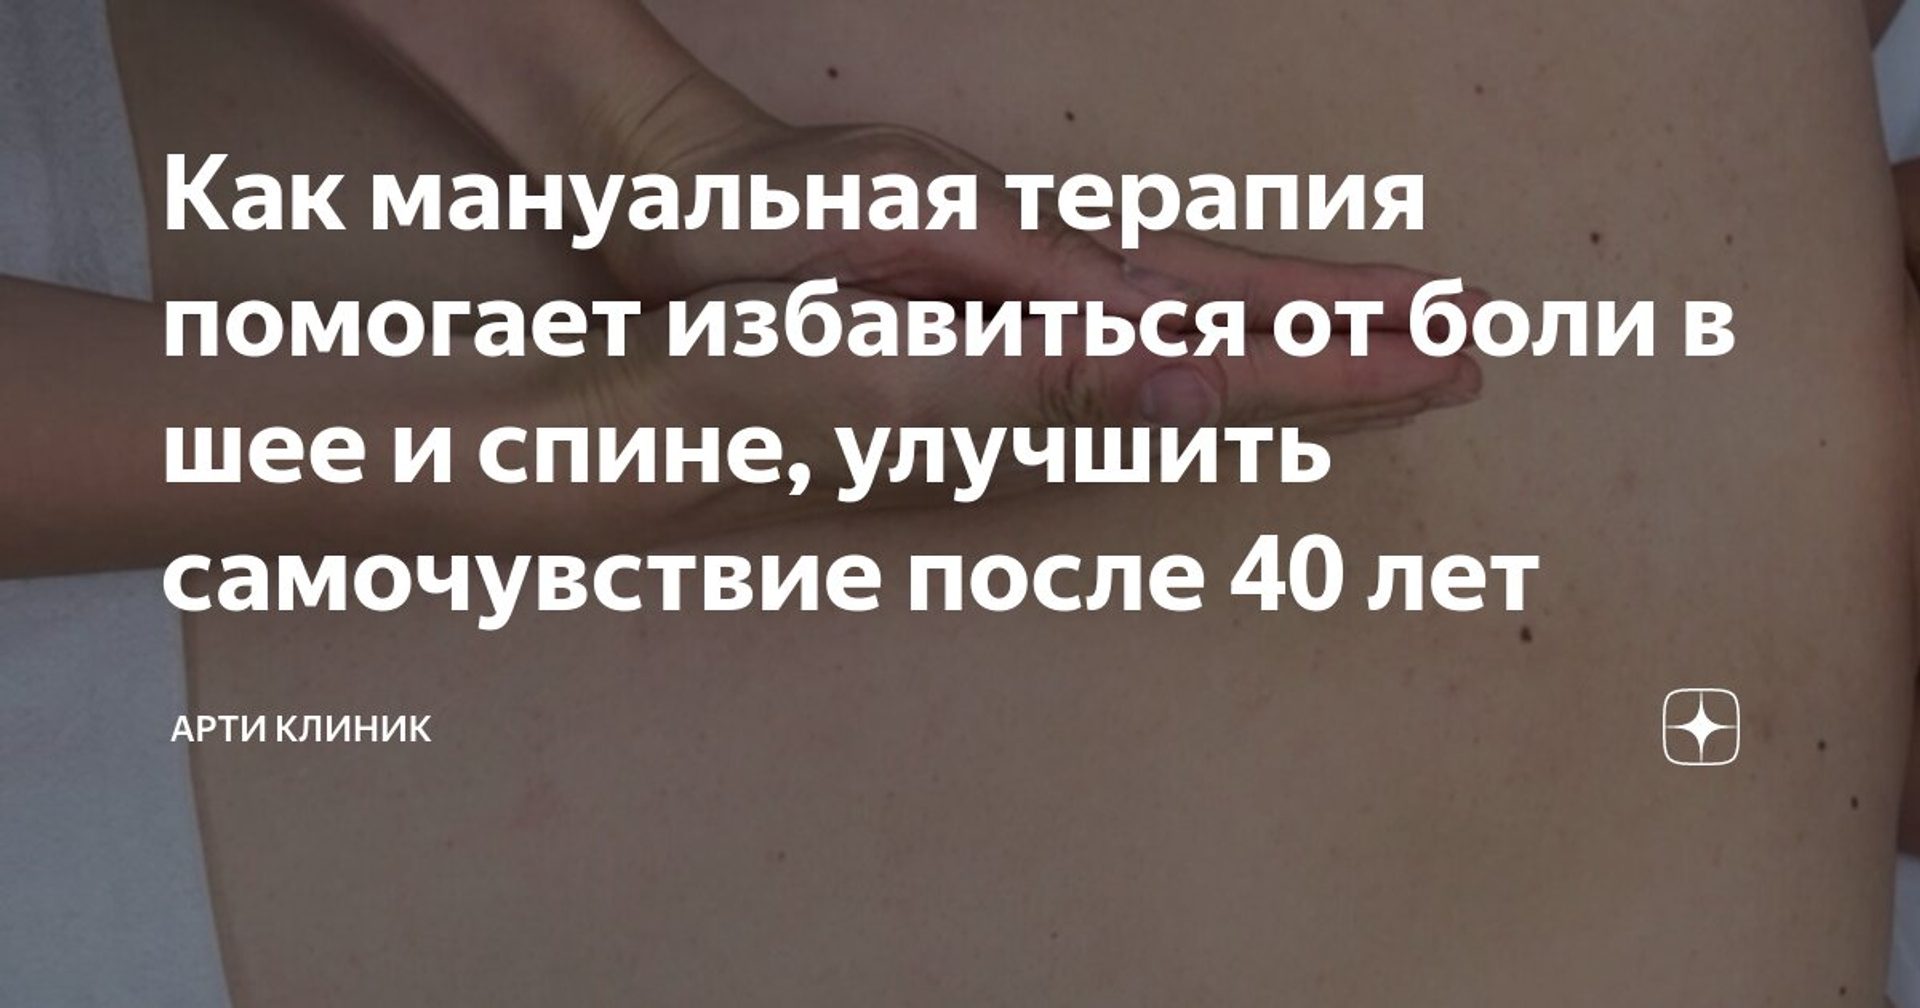 Как мануальная терапия
помогает избавиться от боли в
шее и спине, улучшить
самочувствие после 40 лет
АРТИ КЛИНИК